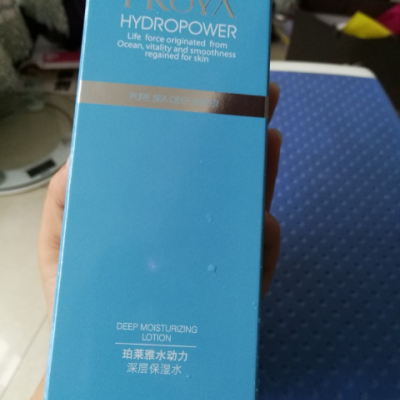 HYDROPOWER
Life force originated from
Ocean, vitality and smoothness
regained for skin
DEEP MOISTURIZING
LOTION
珀莱雅水动力
深层保湿水